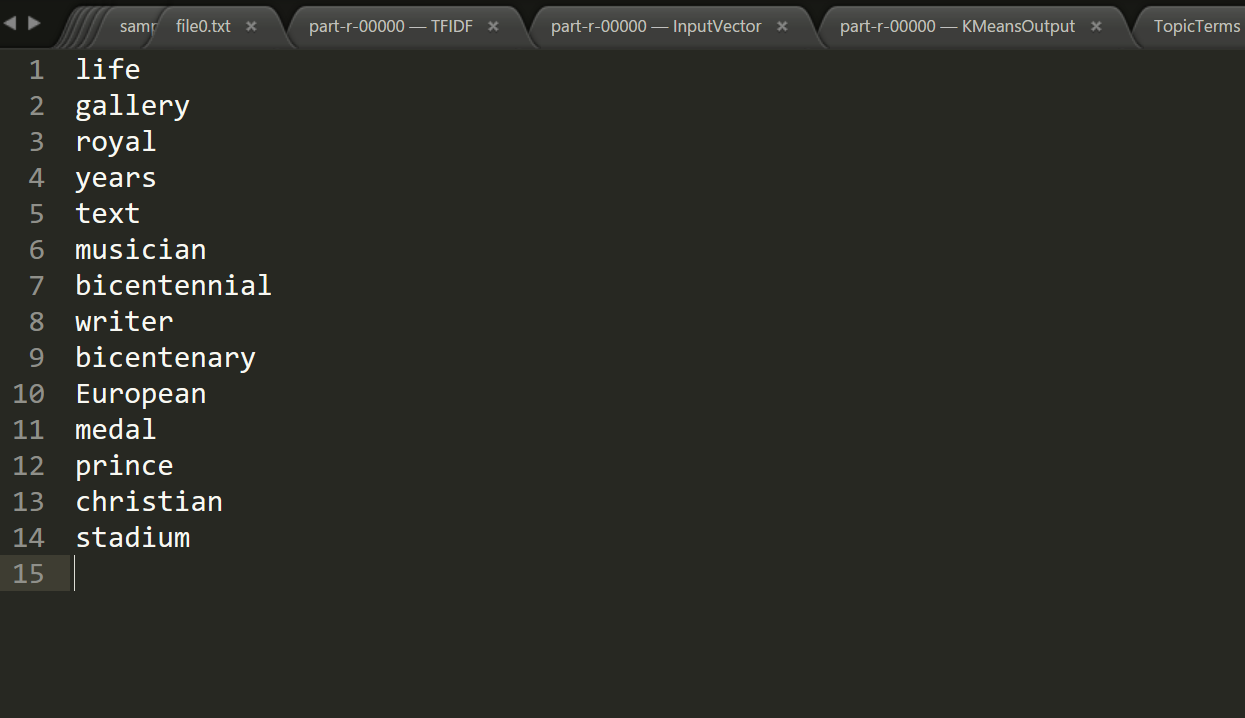 samp file0.txt × part-r-00000 — TFIDF × part-r-00000 — InputVector × part-r-00000 — KMeansOutput × TopicTerms
1 life
2 gallery
3 royal
4 years
5 text
6 musician
7 bicentennial
8 writer
9 bicentenary
10 European
11 medal
12 prince
13 christian
14 stadium
15